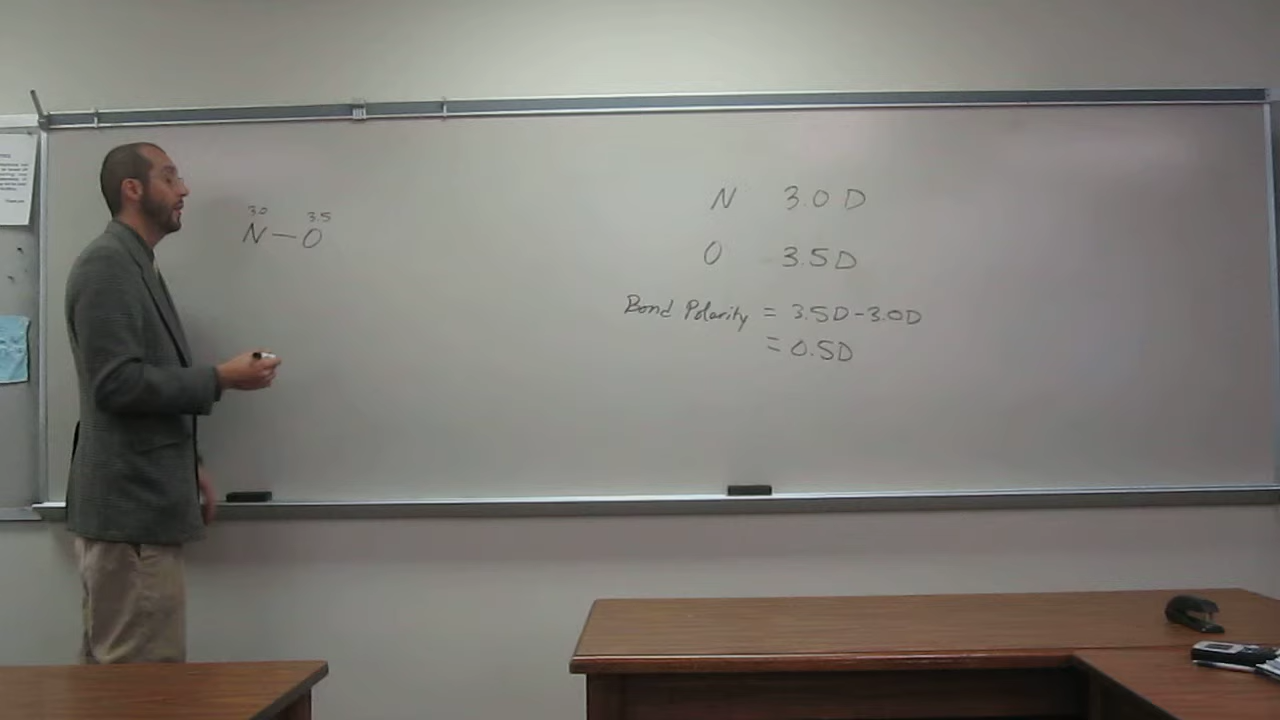 3.0 3.5
N — O
N 3.0 D
O 3.5 D
Bond Polarity = 3.5D - 3.0D
= 0.5D